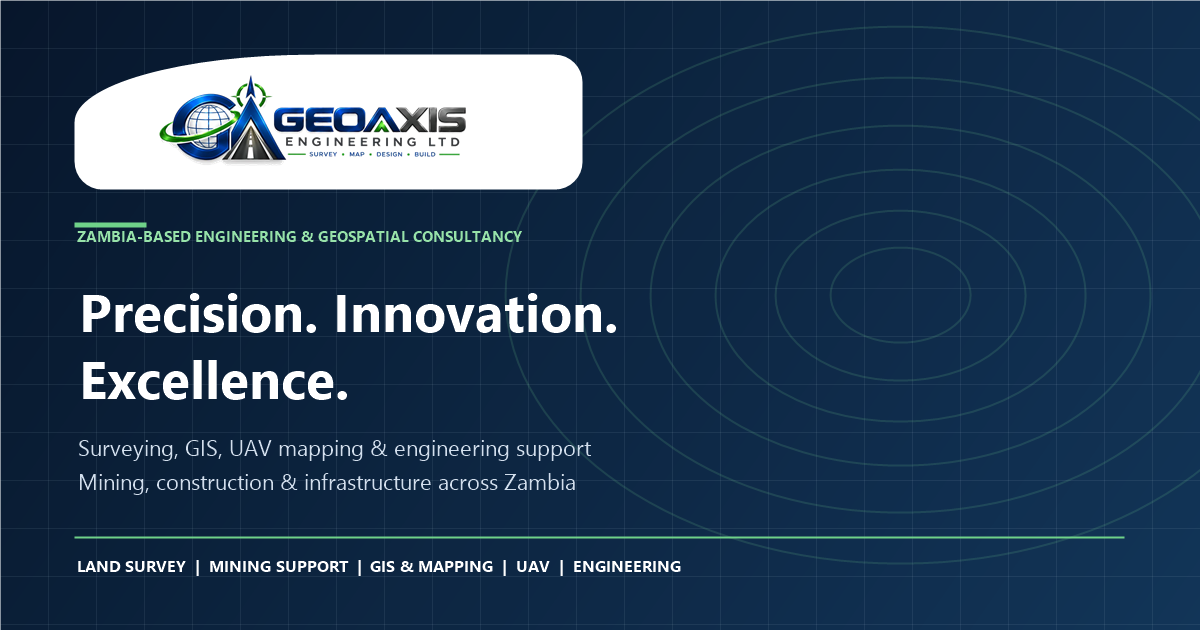 GEOAXIS
ENGINEERING LTD
SURVEY • MAP • DESIGN • BUILD
ZAMBIA-BASED ENGINEERING & GEOSPATIAL CONSULTANCY
Precision. Innovation.
Excellence.
Surveying, GIS, UAV mapping & engineering support
Mining, construction & infrastructure across Zambia
LAND SURVEY | MINING SUPPORT | GIS & MAPPING | UAV | ENGINEERING